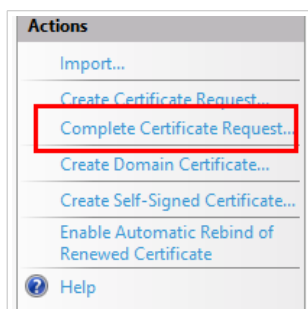 Actions
Import...
Create Certificate Request...
Complete Certificate Request...
Create Domain Certificate...
Create Self-Signed Certificate...
Enable Automatic Rebind of
Renewed Certificate
Help